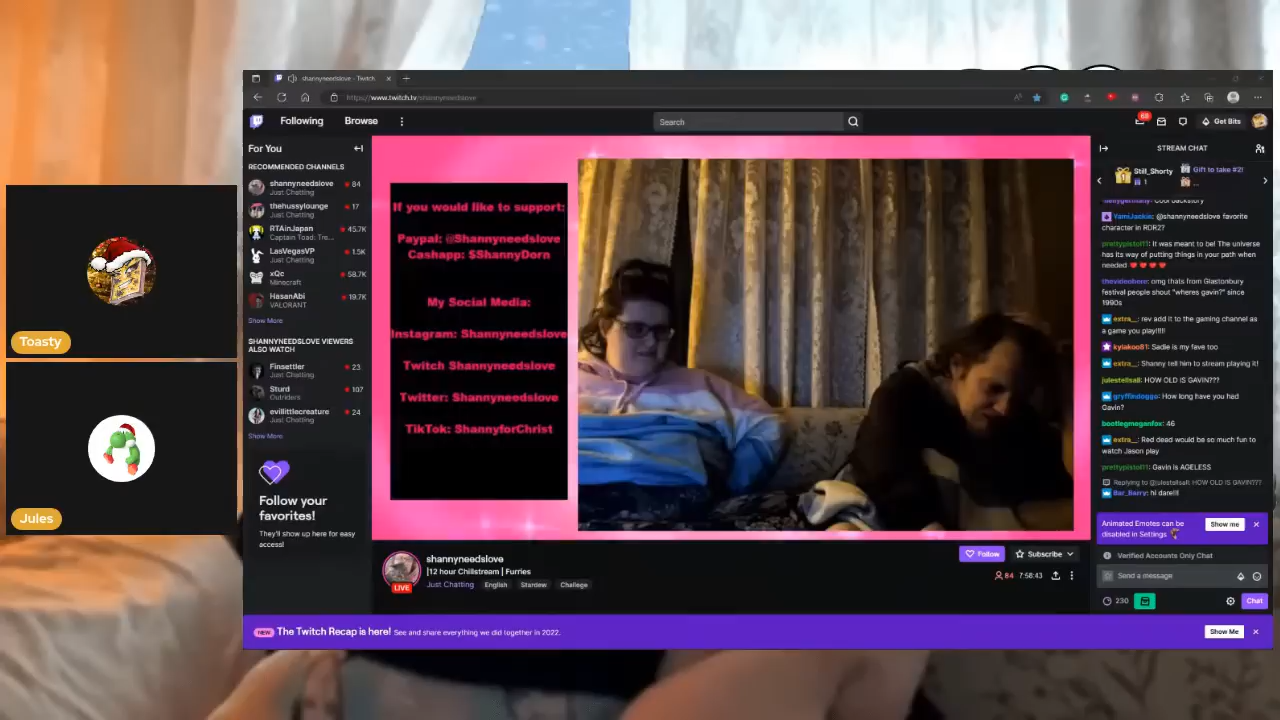 Toasty
Jules
shannyneedslove - Twitch
https://www.twitch.tv/shannyneedslove
Following
Browse
Search
69
Get Bits
For You
RECOMMENDED CHANNELS
shannyneedslove 84
Just Chatting
thehussylounge 17
Just Chatting
RTAinJapan 45.7K
Captain Toad: Tre...
LasVegasVP 1.5K
Just Chatting
xQc 58.7K
Minecraft
HasanAbi 19.7K
VALORANT
Show More
SHANNYNEEDSLOVE VIEWERS
ALSO WATCH
Finsettler 23
Just Chatting
Sturd 107
Outriders
evillittlecreature 24
Just Chatting
Show More
Follow your
favorites!
They'll show up here for easy
access!
If you would like to support:
Paypal: @Shannyneedslove
Cashapp: $ShannyDorn
My Social Media:
Instagram: Shannyneedslove
Twitch Shannyneedslove
Twitter: Shannyneedslove
TikTok: ShannyforChrist
LIVE
shannyneedslove
|12 hour Chillstream | Furries
Just Chatting English Stardew Challege
Follow
Subscribe
84 7:58:43
STREAM CHAT
Still_Shorty
1
Gift to take #2!
...
YamiJackie: @shannyneedslove favorite
character in RDR2?
prettypistol11: It was meant to be! The universe
has its way of putting things in your path when
needed
thevideohero: omg thats from Glastonbury
festival people shout "wheres gavin?" since
1990s
extra__: rev add it to the gaming channel as
a game you play!!!!!
kylakoo81: Sadie is my fave too
extra__: Shanny tell him to stream playing it!
julestellsall: HOW OLD IS GAVIN???
gryffindoggo: How long have you had
Gavin?
bootlegmeganfox: 46
extra__: Red dead would be so much fun to
watch Jason play
prettypistol11: Gavin is AGELESS
Replying to @julestellsall: HOW OLD IS GAVIN???
Bar_Barry: hi dare!!!
Animated Emotes can be
disabled in Settings
Show me
Verified Accounts Only Chat
Send a message
230
Chat
NEW The Twitch Recap is here! See and share everything we did together in 2022.
Show Me